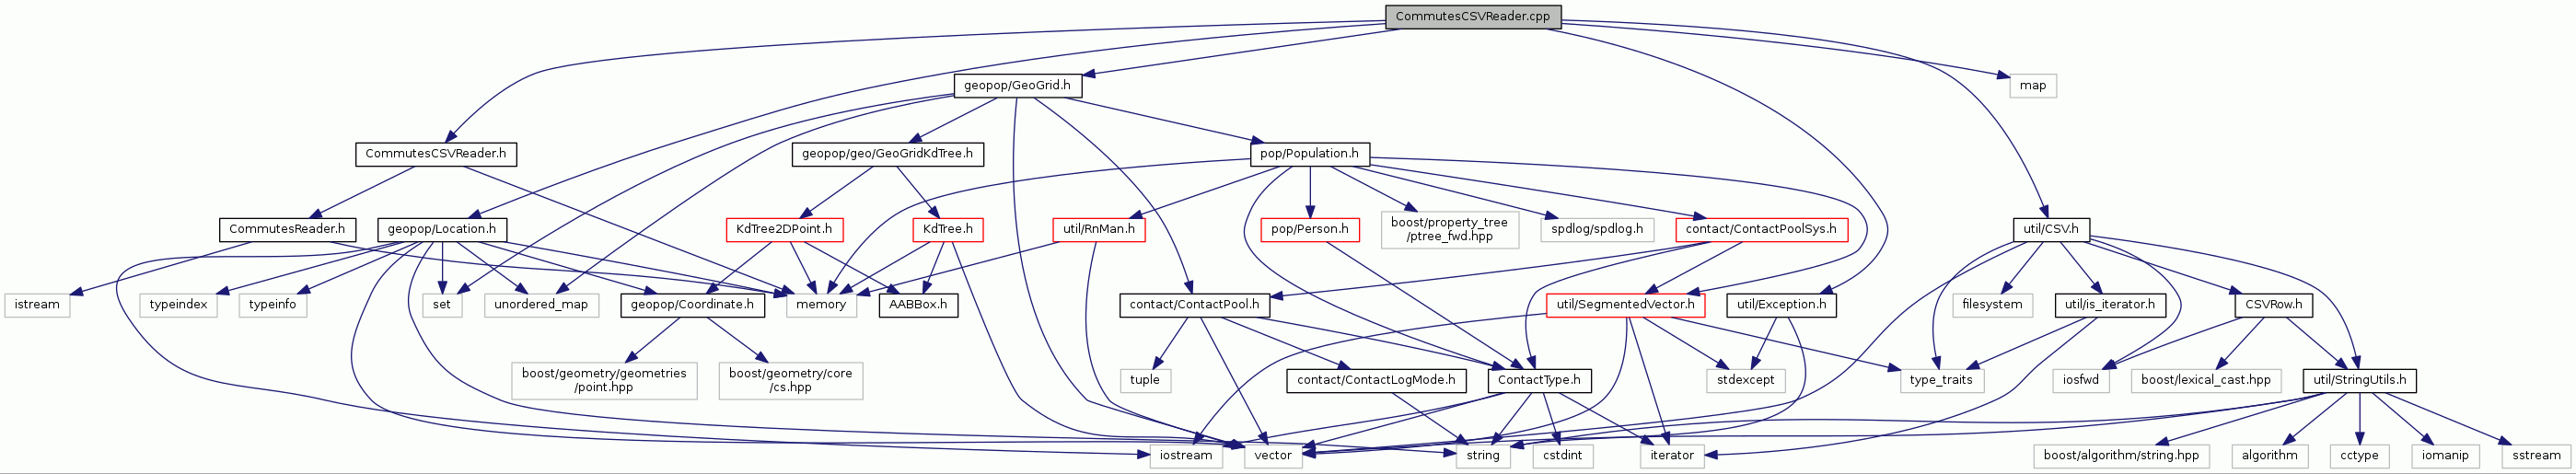 CommutesCSVReader.cpp
geopop/GeoGrid.h
map
CommutesCSVReader.h
geopop/geo/GeoGridKdTree.h
pop/Population.h
CommutesReader.h
geopop/Location.h
KdTree2DPoint.h
KdTree.h
util/RnMan.h
pop/Person.h
boost/property_tree
/ptree_fwd.hpp
spdlog/spdlog.h
contact/ContactPoolSys.h
util/CSV.h
istream
typeindex
typeinfo
set
unordered_map
geopop/Coordinate.h
memory
AABBox.h
contact/ContactPool.h
util/SegmentedVector.h
util/Exception.h
filesystem
util/is_iterator.h
CSVRow.h
boost/geometry/geometries
/point.hpp
boost/geometry/core
/cs.hpp
tuple
contact/ContactLogMode.h
ContactType.h
stdexcept
type_traits
iosfwd
boost/lexical_cast.hpp
util/StringUtils.h
iostream
vector
string
cstdint
iterator
boost/algorithm/string.hpp
algorithm
cctype
iomanip
sstream